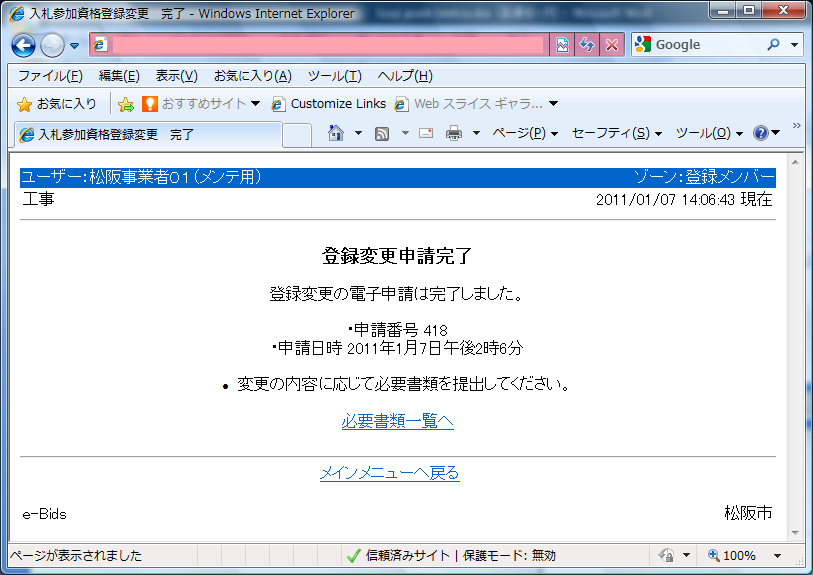 入札参加資格登録変更　完了 - Windows Internet Explorer
Google
ファイル(F) 編集(E) 表示(V) お気に入り(A) ツール(T) ヘルプ(H)
お気に入り おすすめサイト Customize Links Web スライス ギャラ...
入札参加資格登録変更　完了 ページ(P) セーフティ(S) ツール(O) »
ユーザー:松阪事業者０１(メンテ用) ゾーン:登録メンバー
工事 2011/01/07 14:06:43 現在
登録変更申請完了
登録変更の電子申請は完了しました。
・申請番号 418
・申請日時 2011年1月7日午後2時6分
• 変更の内容に応じて必要書類を提出してください。
必要書類一覧へ
メインメニューへ戻る
e-Bids 松阪市
ページが表示されました 信頼済みサイト | 保護モード: 無効 100%